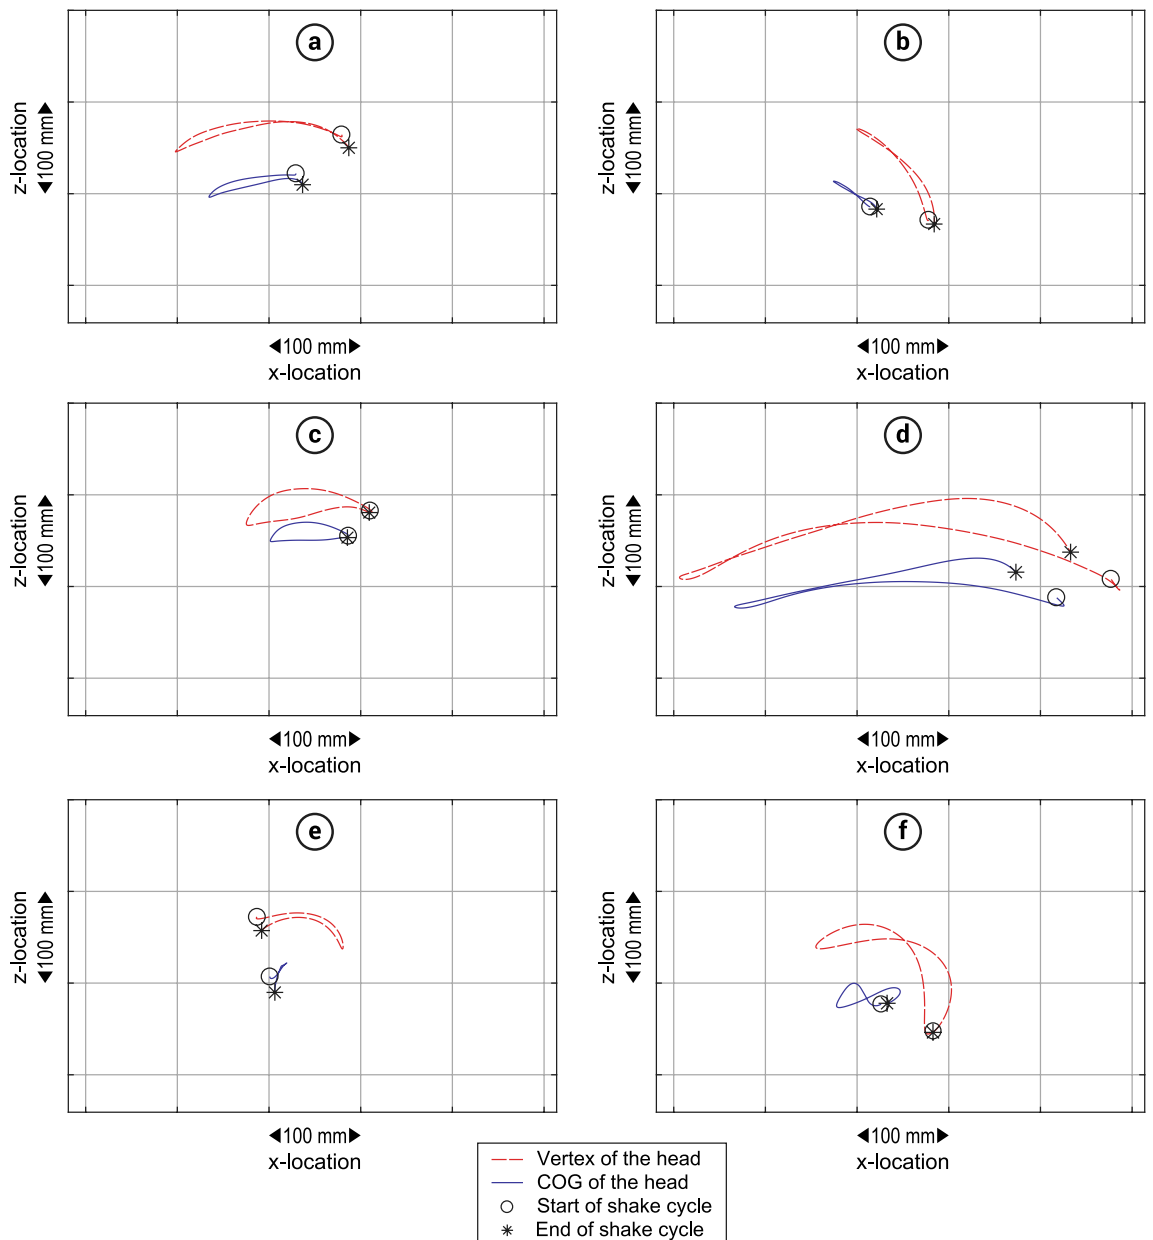 a
z-location
◄100 mm►
◄100 mm►
x-location
b
z-location
◄100 mm►
◄100 mm►
x-location
c
z-location
◄100 mm►
◄100 mm►
x-location
d
z-location
◄100 mm►
◄100 mm►
x-location
e
z-location
◄100 mm►
◄100 mm►
x-location
f
z-location
◄100 mm►
◄100 mm►
x-location
Vertex of the head
COG of the head
Start of shake cycle
End of shake cycle